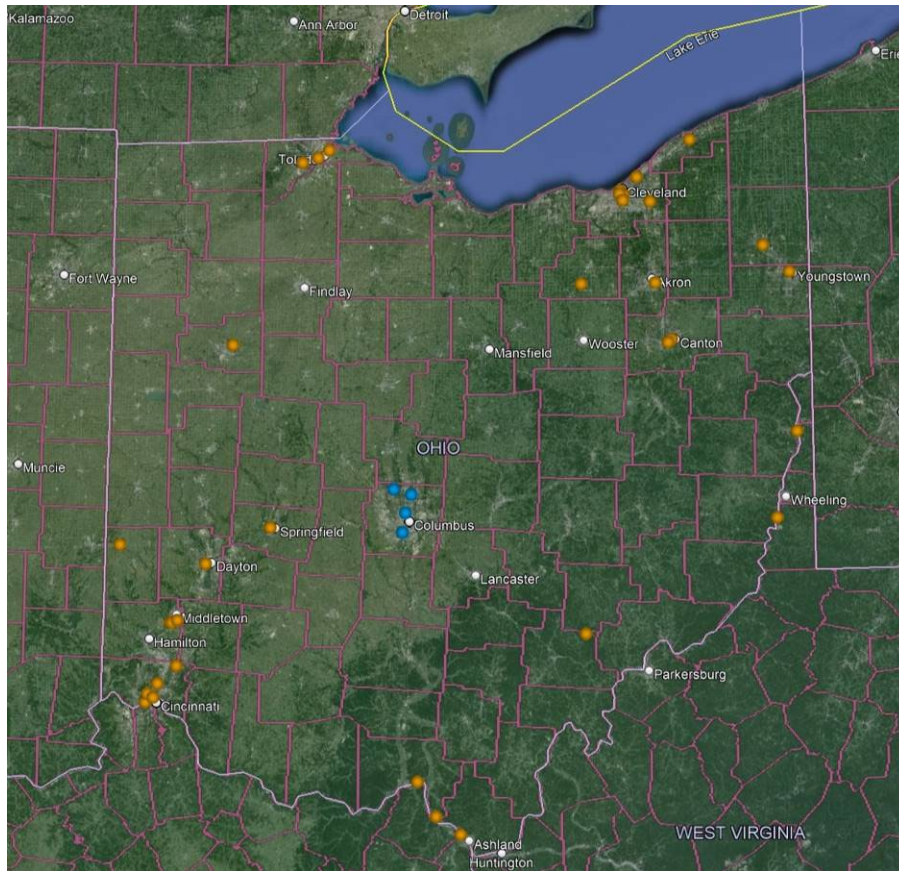 Kalamazoo
Ann Arbor
Detroit
Lake Erie
Erie
Toledo
Cleveland
Fort Wayne
Findlay
Akron
Youngstown
Mansfield
Wooster
Canton
OHIO
Muncie
Wheeling
Springfield
Columbus
Dayton
Lancaster
Middletown
Hamilton
Parkersburg
Cincinnati
WEST VIRGINIA
Ashland
Huntington